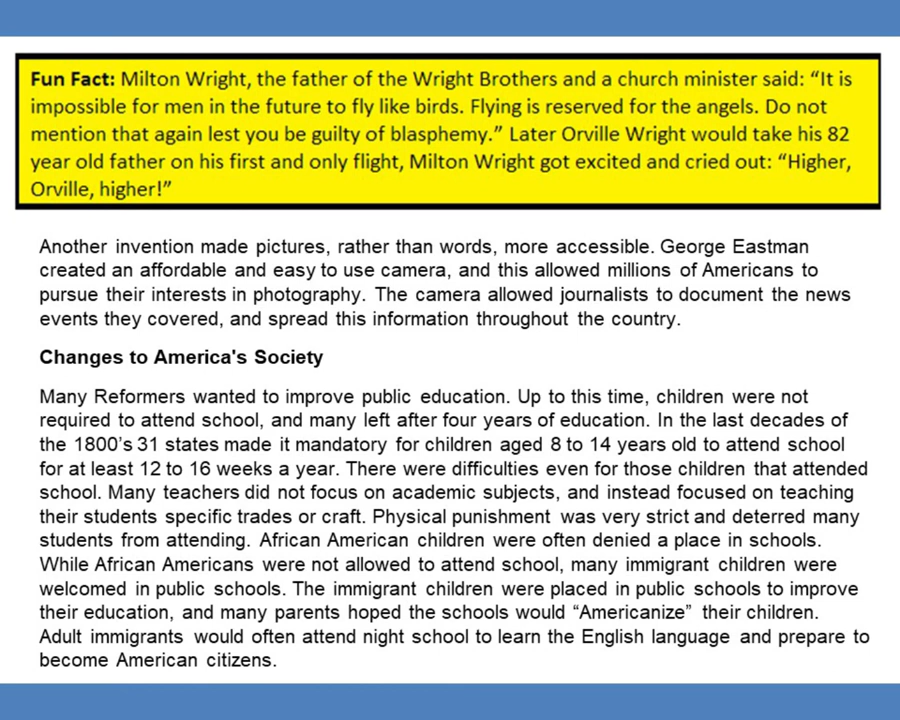 Fun Fact: Milton Wright, the father of the Wright Brothers and a church minister said: “It is
impossible for men in the future to fly like birds. Flying is reserved for the angels. Do not
mention that again lest you be guilty of blasphemy.” Later Orville Wright would take his 82
year old father on his first and only flight, Milton Wright got excited and cried out: “Higher,
Orville, higher!”
Another invention made pictures, rather than words, more accessible. George Eastman
created an affordable and easy to use camera, and this allowed millions of Americans to
pursue their interests in photography. The camera allowed journalists to document the news
events they covered, and spread this information throughout the country.
Changes to America's Society
Many Reformers wanted to improve public education. Up to this time, children were not
required to attend school, and many left after four years of education. In the last decades of
the 1800’s 31 states made it mandatory for children aged 8 to 14 years old to attend school
for at least 12 to 16 weeks a year. There were difficulties even for those children that attended
school. Many teachers did not focus on academic subjects, and instead focused on teaching
their students specific trades or craft. Physical punishment was very strict and deterred many
students from attending. African American children were often denied a place in schools.
While African Americans were not allowed to attend school, many immigrant children were
welcomed in public schools. The immigrant children were placed in public schools to improve
their education, and many parents hoped the schools would “Americanize” their children.
Adult immigrants would often attend night school to learn the English language and prepare to
become American citizens.